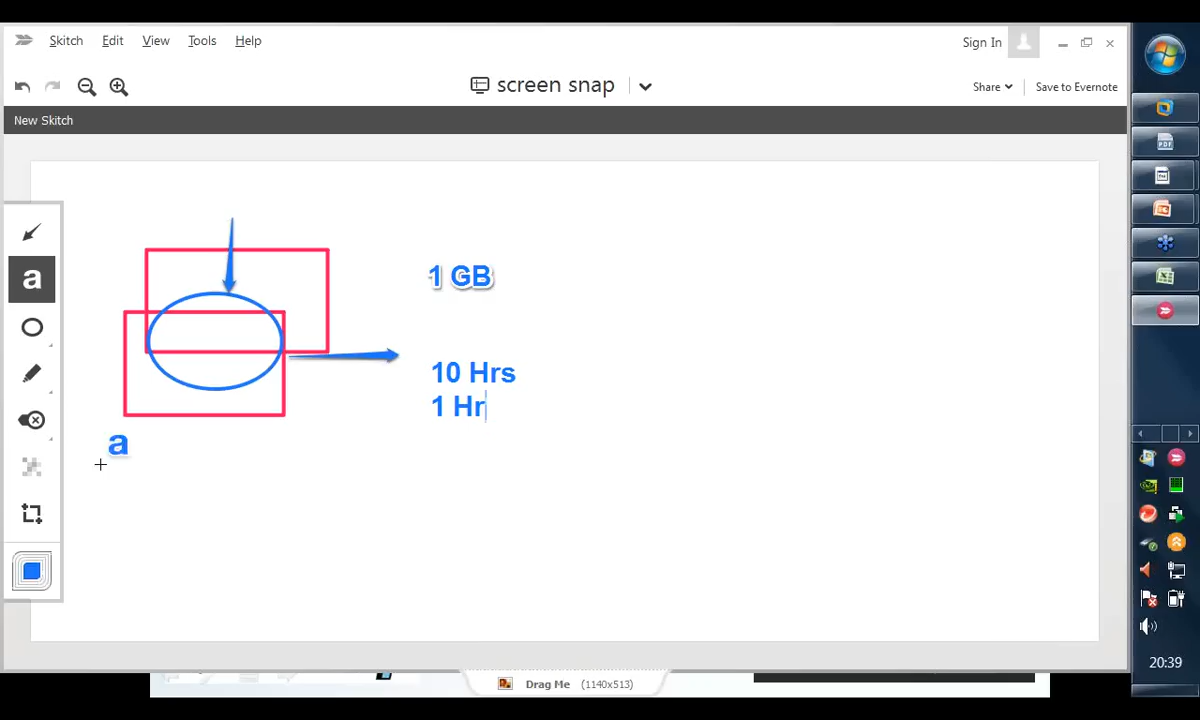 Skitch Edit View Tools Help
Sign In
screen snap
Share
Save to Evernote
New Skitch
a
1 GB
10 Hrs
1 Hr
a
Drag Me (1140x513)
PDF
20:39